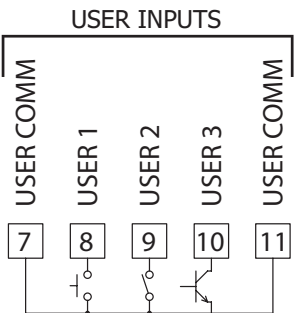 USER INPUTS
USER COMM
USER 1
USER 2
USER 3
USER COMM
7 8 9 10 11